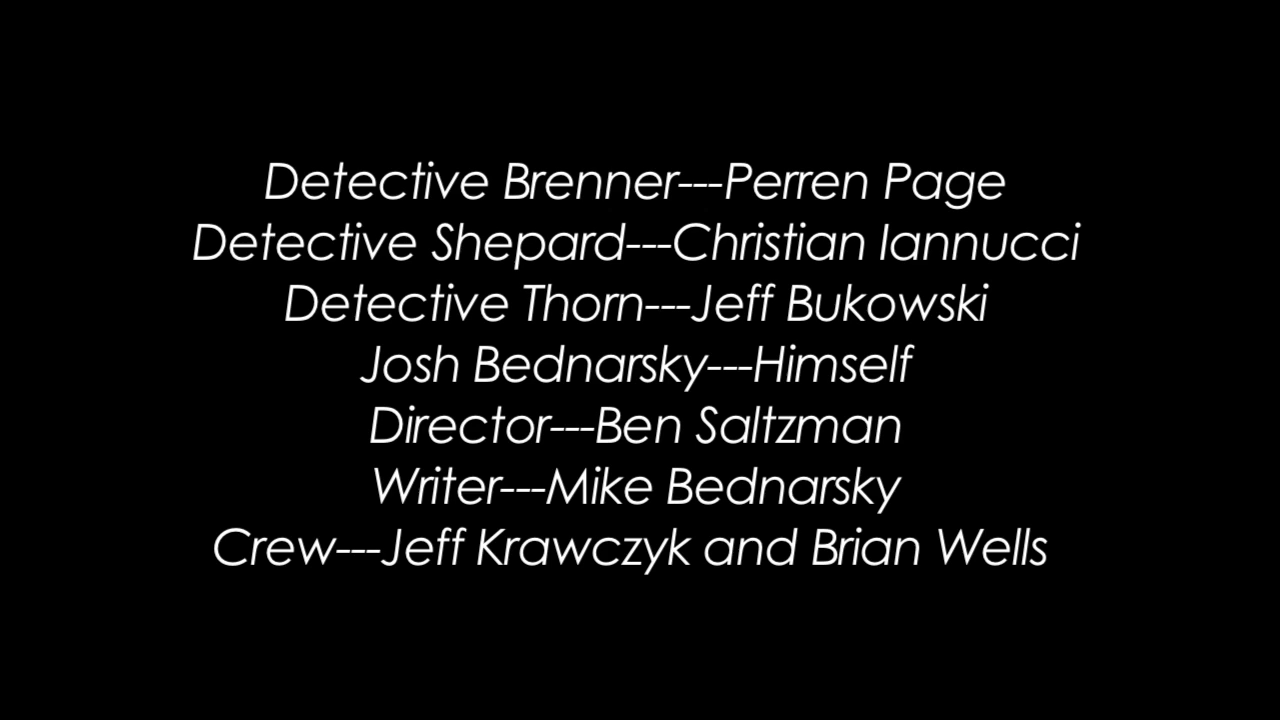 Detective Brenner---Perren Page
Detective Shepard---Christian Iannucci
Detective Thorn---Jeff Bukowski
Josh Bednarsky---Himself
Director---Ben Saltzman
Writer---Mike Bednarsky
Crew---Jeff Krawczyk and Brian Wells